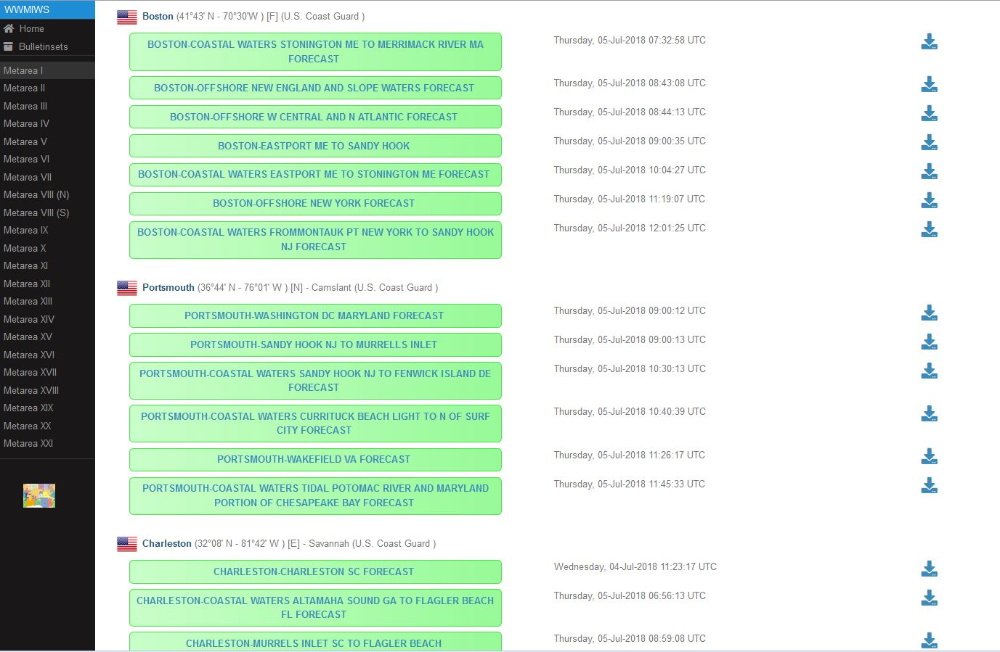 WWMIWS
Home
Bulletinsets
Metarea I
Metarea II
Metarea III
Metarea IV
Metarea V
Metarea VI
Metarea VII
Metarea VIII (N)
Metarea VIII (S)
Metarea IX
Metarea X
Metarea XI
Metarea XII
Metarea XIII
Metarea XIV
Metarea XV
Metarea XVI
Metarea XVII
Metarea XVIII
Metarea XIX
Metarea XX
Metarea XXI
Boston (41°43' N - 70°30'W ) [F] (U.S. Coast Guard )
BOSTON-COASTAL WATERS STONINGTON ME TO MERRIMACK RIVER MA
FORECAST
Thursday, 05-Jul-2018 07:32:58 UTC
BOSTON-OFFSHORE NEW ENGLAND AND SLOPE WATERS FORECAST
Thursday, 05-Jul-2018 08:43:08 UTC
BOSTON-OFFSHORE W CENTRAL AND N ATLANTIC FORECAST
Thursday, 05-Jul-2018 08:44:13 UTC
BOSTON-EASTPORT ME TO SANDY HOOK
Thursday, 05-Jul-2018 09:00:35 UTC
BOSTON-COASTAL WATERS EASTPORT ME TO STONINGTON ME FORECAST
Thursday, 05-Jul-2018 10:04:27 UTC
BOSTON-OFFSHORE NEW YORK FORECAST
Thursday, 05-Jul-2018 11:19:07 UTC
BOSTON-COASTAL WATERS FROMMONTAUK PT NEW YORK TO SANDY HOOK
NJ FORECAST
Thursday, 05-Jul-2018 12:01:25 UTC
Portsmouth (36°44' N - 76°01' W ) [N] - Camslant (U.S. Coast Guard )
PORTSMOUTH-WASHINGTON DC MARYLAND FORECAST
Thursday, 05-Jul-2018 09:00:12 UTC
PORTSMOUTH-SANDY HOOK NJ TO MURRELLS INLET
Thursday, 05-Jul-2018 09:00:13 UTC
PORTSMOUTH-COASTAL WATERS SANDY HOOK NJ TO FENWICK ISLAND DE
FORECAST
Thursday, 05-Jul-2018 10:30:13 UTC
PORTSMOUTH-COASTAL WATERS CURRITUCK BEACH LIGHT TO N OF SURF
CITY FORECAST
Thursday, 05-Jul-2018 10:40:39 UTC
PORTSMOUTH-WAKEFIELD VA FORECAST
Thursday, 05-Jul-2018 11:26:17 UTC
PORTSMOUTH-COASTAL WATERS TIDAL POTOMAC RIVER AND MARYLAND
PORTION OF CHESAPEAKE BAY FORECAST
Thursday, 05-Jul-2018 11:45:33 UTC
Charleston (32°08' N - 81°42' W ) [E] - Savannah (U.S. Coast Guard )
CHARLESTON-CHARLESTON SC FORECAST
Wednesday, 04-Jul-2018 11:23:17 UTC
CHARLESTON-COASTAL WATERS ALTAMAHA SOUND GA TO FLAGLER BEACH
FL FORECAST
Thursday, 05-Jul-2018 06:56:13 UTC
CHARLESTON-MURRELS INLET SC TO FLAGLER BEACH
Thursday, 05-Jul-2018 08:59:08 UTC